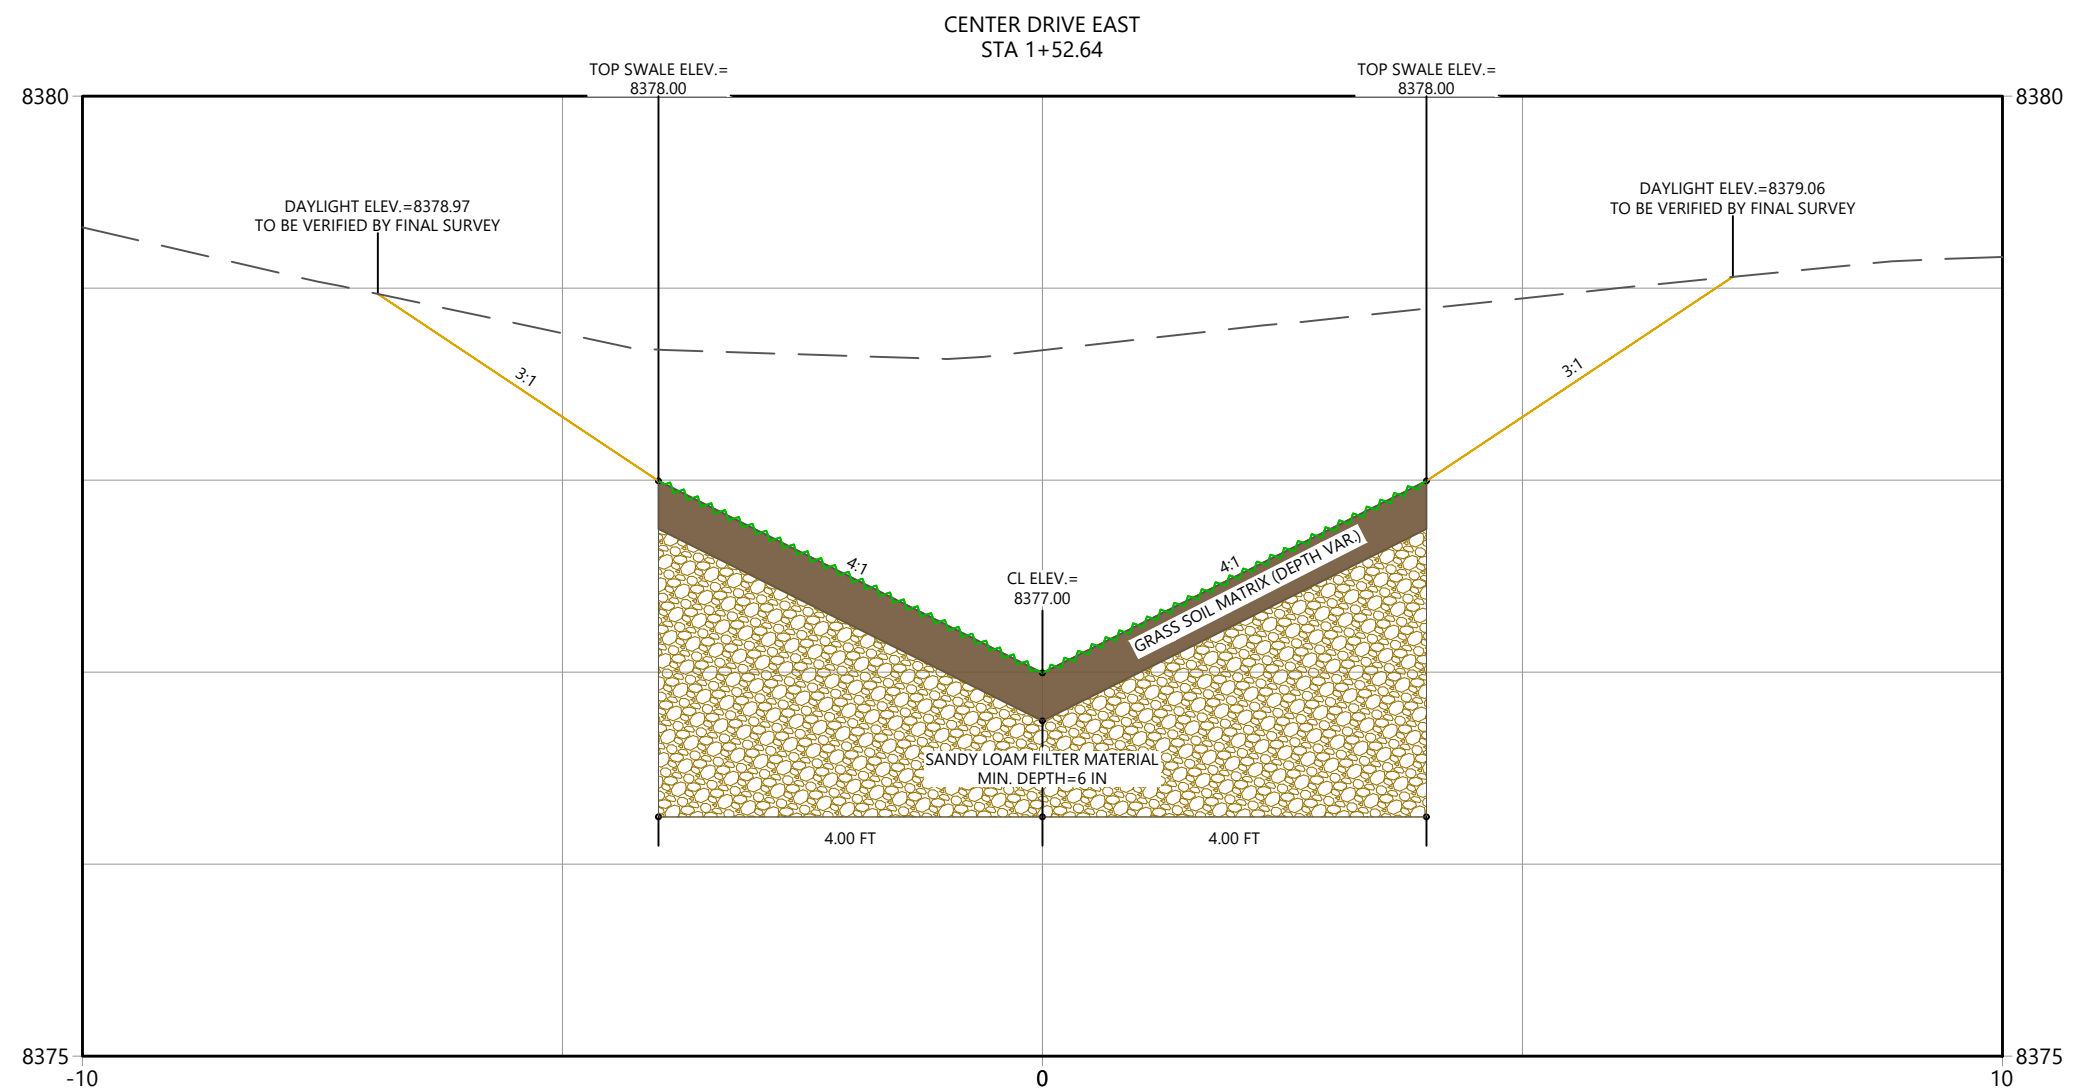 CENTER DRIVE EAST
STA 1+52.64
TOP SWALE ELEV.=
8378.00
TOP SWALE ELEV.=
8378.00
8380
8380
DAYLIGHT ELEV.=8378.97
TO BE VERIFIED BY FINAL SURVEY
DAYLIGHT ELEV.=8379.06
TO BE VERIFIED BY FINAL SURVEY
3:1
3:1
4:1
4:1
GRASS SOIL MATRIX (DEPTH VAR.)
CL ELEV.=
8377.00
SANDY LOAM FILTER MATERIAL
MIN. DEPTH=6 IN
4.00 FT
4.00 FT
8375
8375
-10
0
10